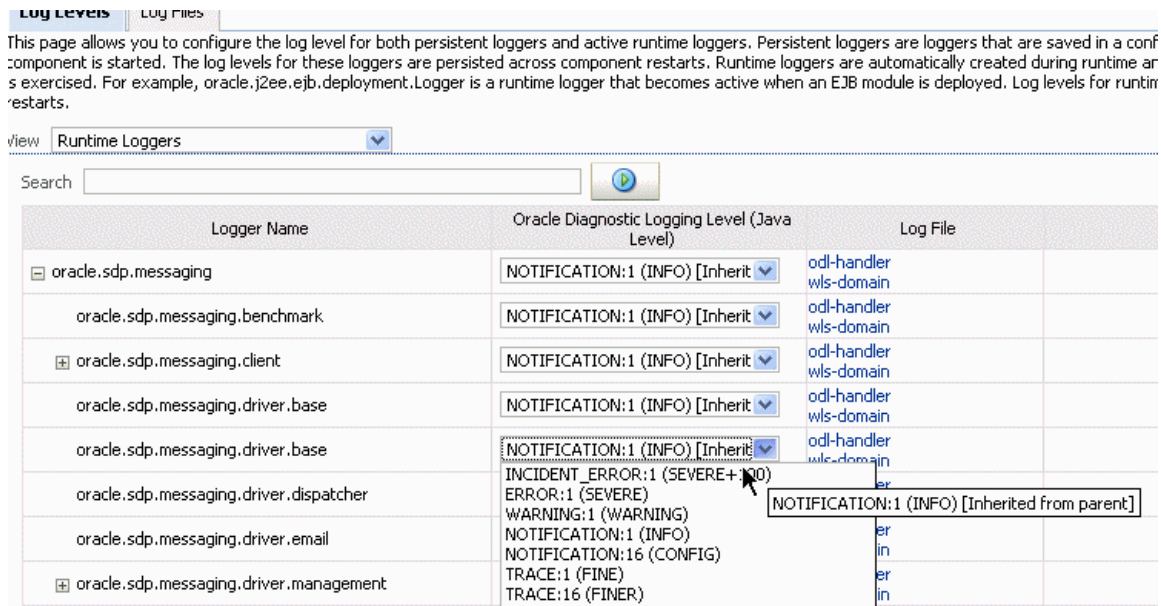 Log Levels Log Files
This page allows you to configure the log level for both persistent loggers and active runtime loggers. Persistent loggers are loggers that are saved in a conf
component is started. The log levels for these loggers are persisted across component restarts. Runtime loggers are automatically created during runtime an
s exercised. For example, oracle.j2ee.ejb.deployment.Logger is a runtime logger that becomes active when an EJB module is deployed. Log levels for runtim
restarts.
View Runtime Loggers
Search
Logger Name Oracle Diagnostic Logging Level (Java Level) Log File
oracle.sdp.messaging NOTIFICATION:1 (INFO) [Inherit odl-handler
wls-domain
oracle.sdp.messaging.benchmark NOTIFICATION:1 (INFO) [Inherit odl-handler
wls-domain
oracle.sdp.messaging.client NOTIFICATION:1 (INFO) [Inherit odl-handler
wls-domain
oracle.sdp.messaging.driver.base NOTIFICATION:1 (INFO) [Inherit odl-handler
wls-domain
oracle.sdp.messaging.driver.base NOTIFICATION:1 (INFO) [Inherit odl-handler
wls-domain
INCIDENT_ERROR:1 (SEVERE+100)
oracle.sdp.messaging.driver.dispatcher ERROR:1 (SEVERE) er
NOTIFICATION:1 (INFO) [Inherited from parent]
WARNING:1 (WARNING)
oracle.sdp.messaging.driver.email NOTIFICATION:1 (INFO) er
NOTIFICATION:16 (CONFIG) in
oracle.sdp.messaging.driver.management TRACE:1 (FINE) er
TRACE:16 (FINER) in